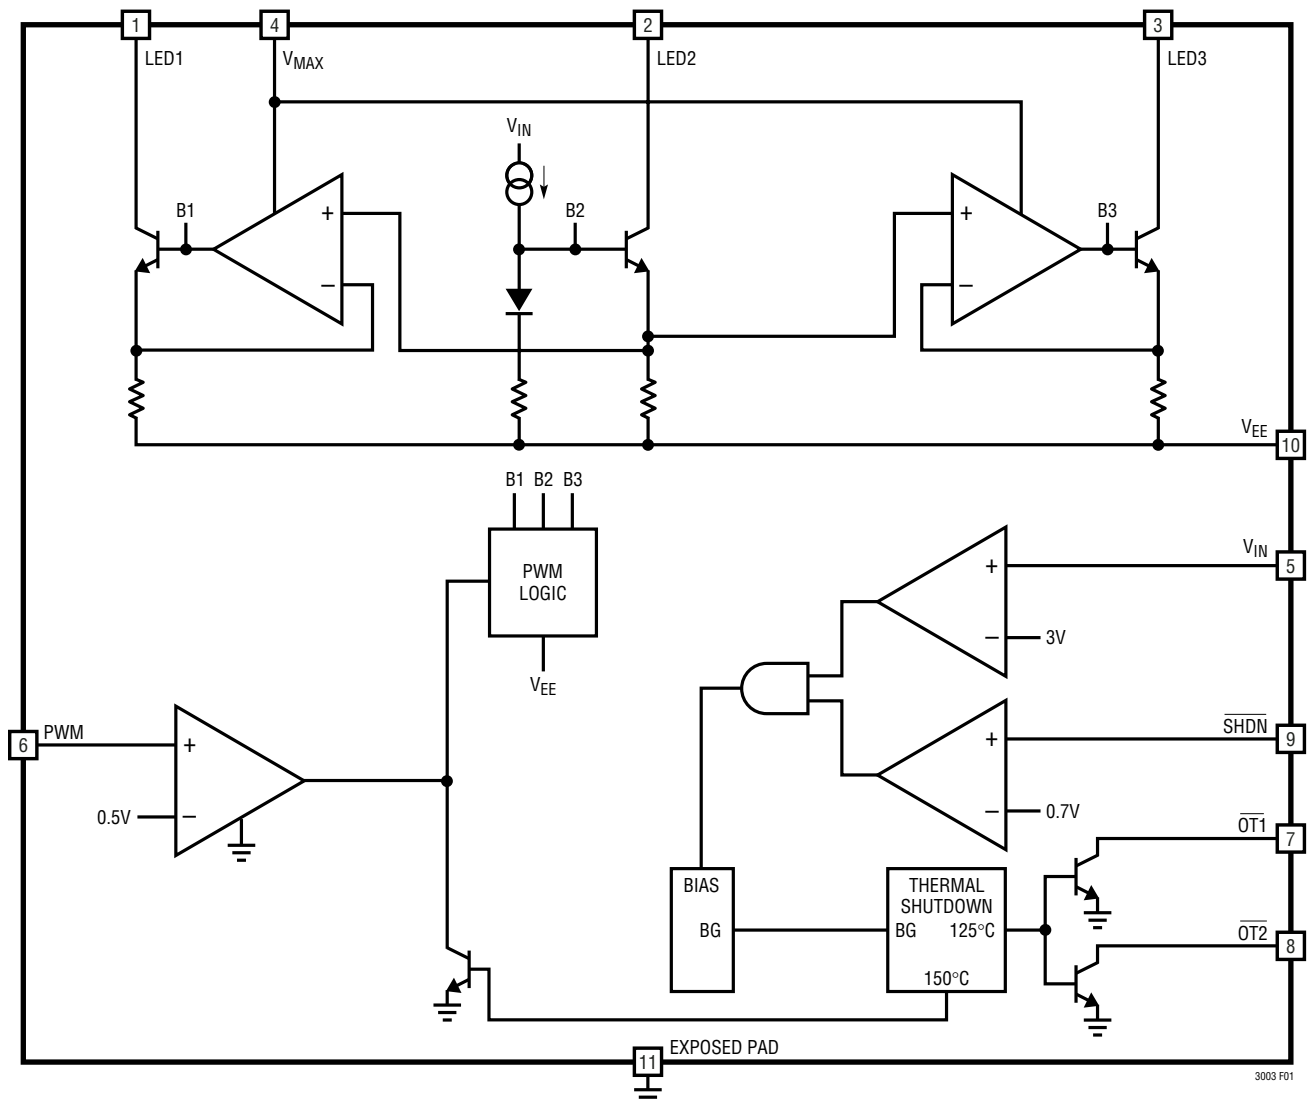 1
4
2
3
LED1
VMAX
LED2
LED3
VIN
B1
B2
B3
+
+
–
–
VEE
10
B1 B2 B3
PWM
LOGIC
VEE
VIN
5
+
– 3V
6
PWM
+
0.5V –
SHDN
9
+
– 0.7V
OT1
7
BIAS
BG
THERMAL
SHUTDOWN
BG 125°C
150°C
OT2
8
11
EXPOSED PAD
3003 F01